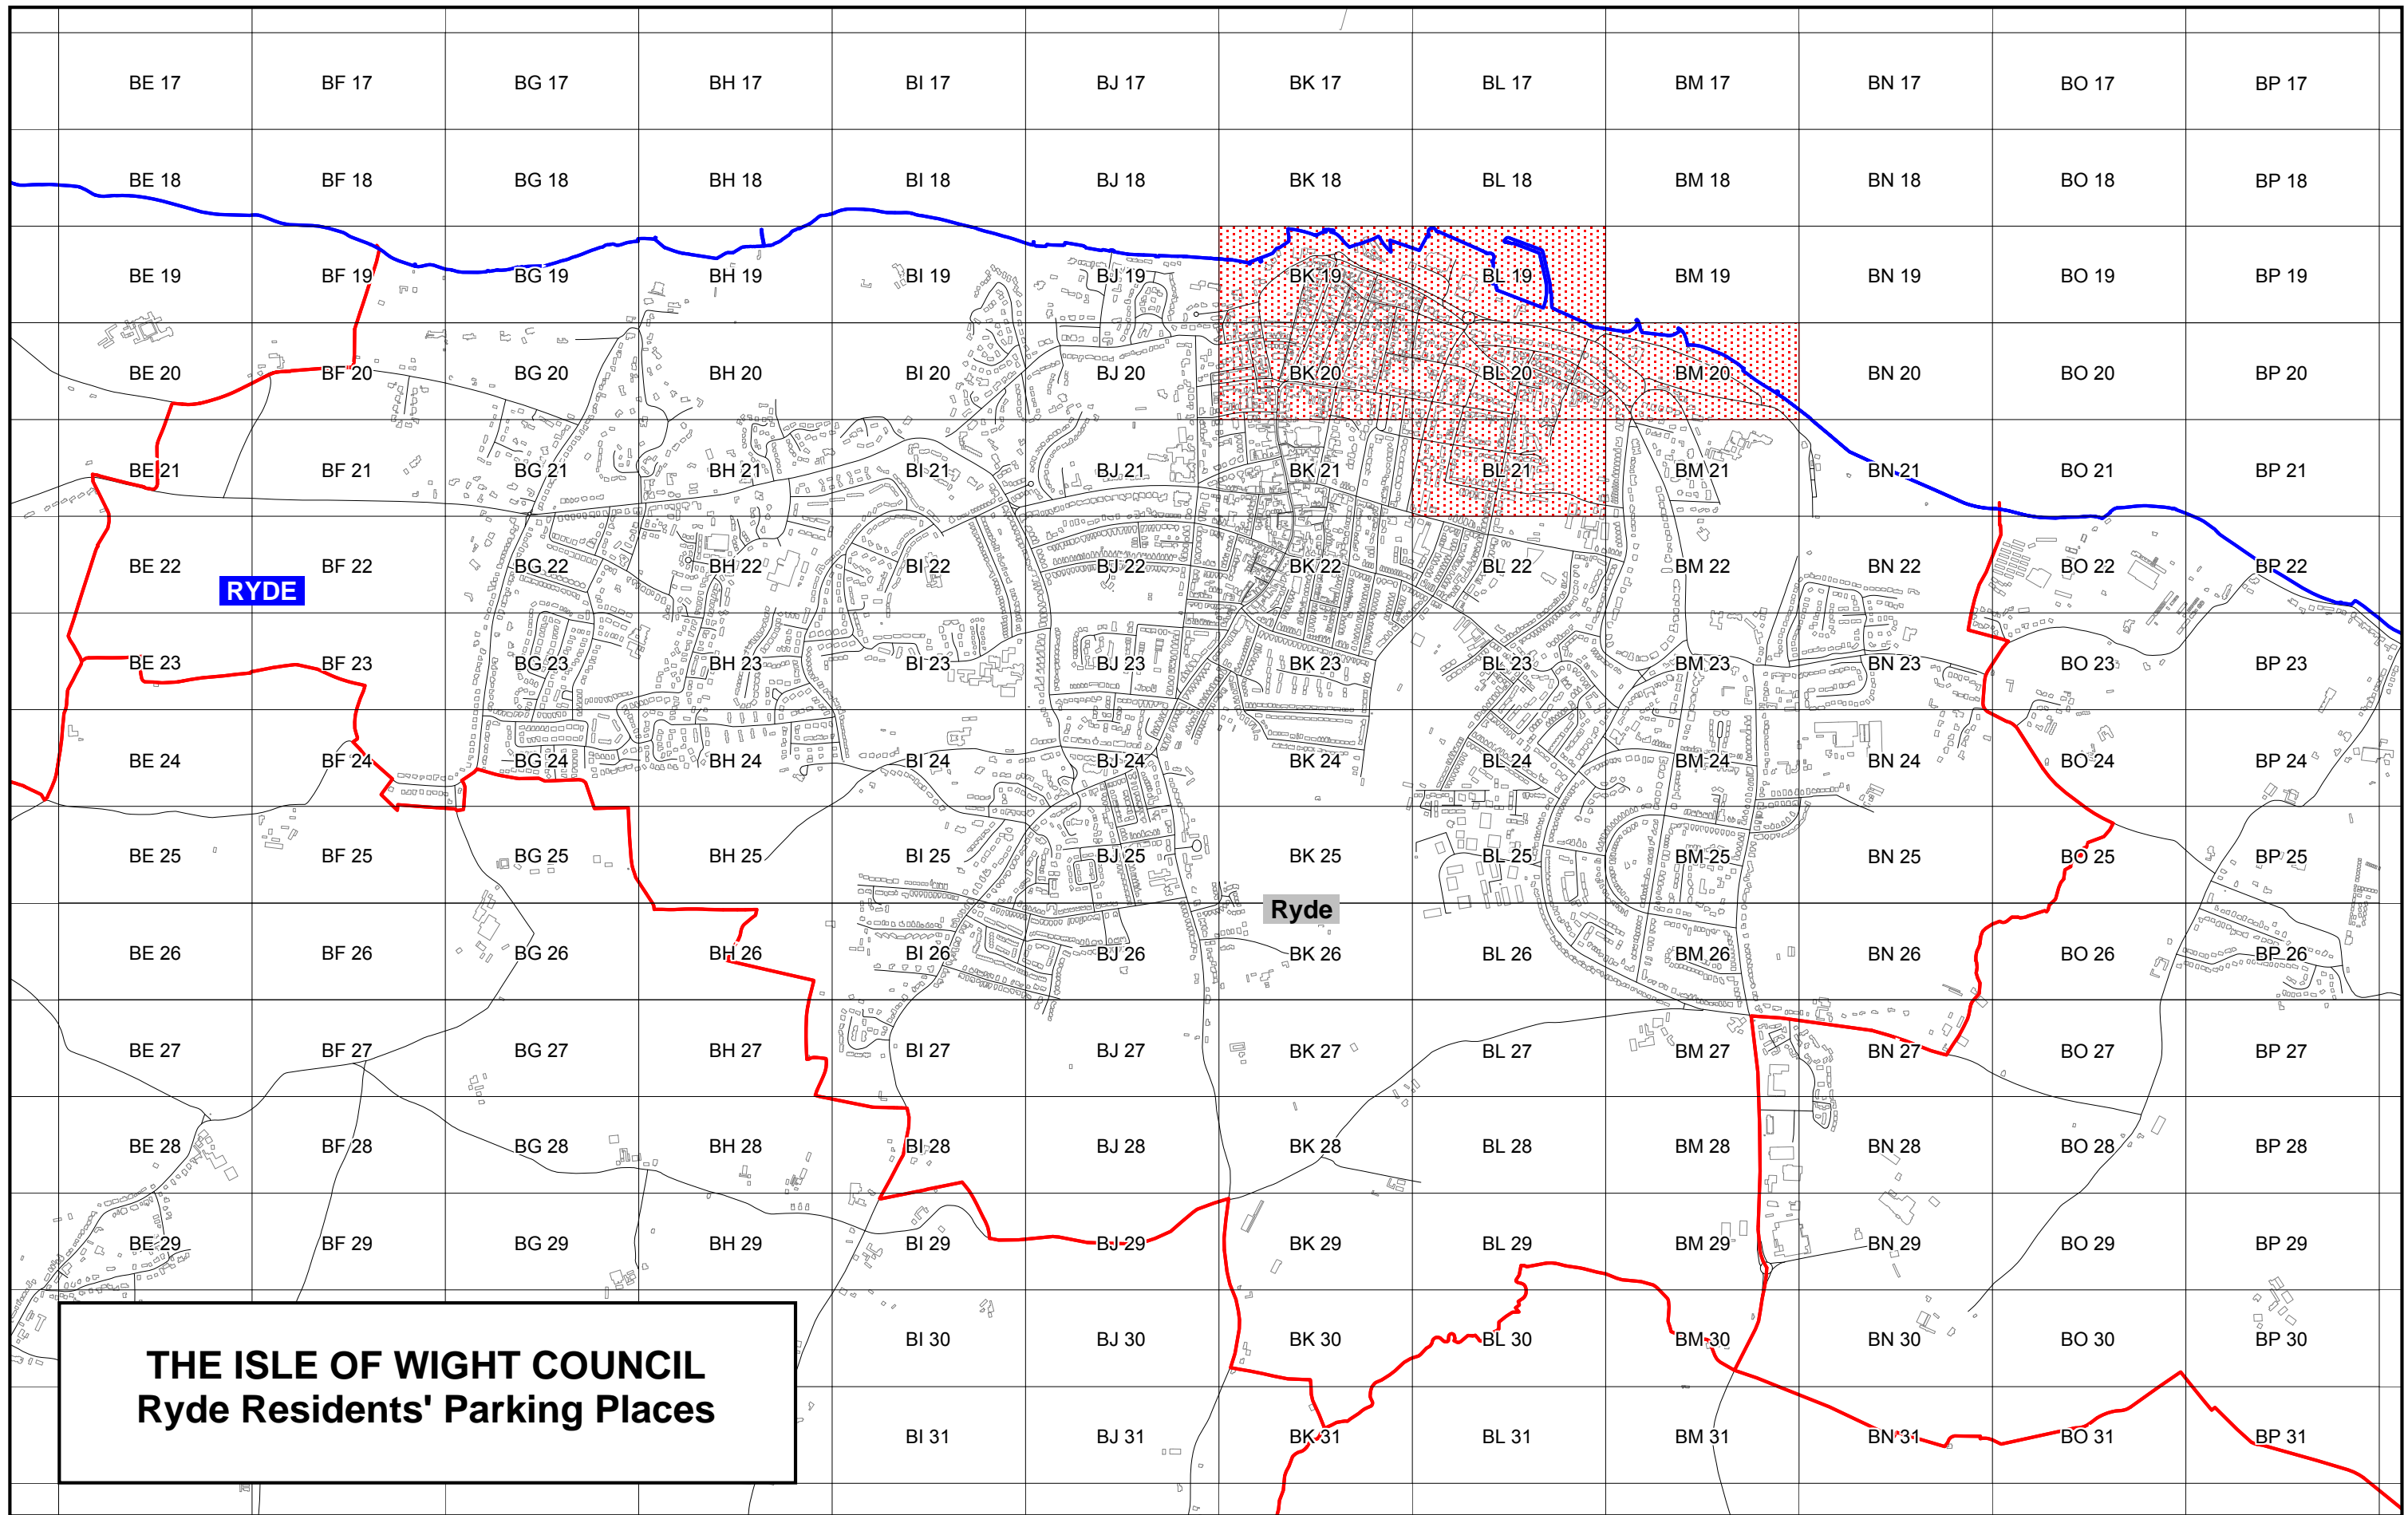 BE 17 BF 17 BG 17 BH 17 BI 17 BJ 17 BK 17 BL 17 BM 17 BN 17 BO 17 BP 17
BE 18 BF 18 BG 18 BH 18 BI 18 BJ 18 BK 18 BL 18 BM 18 BN 18 BO 18 BP 18
BE 19 BF 19 BG 19 BH 19 BI 19 BJ 19 BK 19 BL 19 BM 19 BN 19 BO 19 BP 19
BE 20 BF 20 BG 20 BH 20 BI 20 BJ 20 BK 20 BL 20 BM 20 BN 20 BO 20 BP 20
BE 21 BF 21 BG 21 BH 21 BI 21 BJ 21 BK 21 BL 21 BM 21 BN 21 BO 21 BP 21
BE 22 BF 22 BG 22 BH 22 BI 22 BJ 22 BK 22 BL 22 BM 22 BN 22 BO 22 BP 22
RYDE
BE 23 BF 23 BG 23 BH 23 BI 23 BJ 23 BK 23 BL 23 BM 23 BN 23 BO 23 BP 23
BE 24 BF 24 BG 24 BH 24 BI 24 BJ 24 BK 24 BL 24 BM 24 BN 24 BO 24 BP 24
BE 25 BF 25 BG 25 BH 25 BI 25 BJ 25 BK 25 BL 25 BM 25 BN 25 BO 25 BP 25
Ryde
BE 26 BF 26 BG 26 BH 26 BI 26 BJ 26 BK 26 BL 26 BM 26 BN 26 BO 26 BP 26
BE 27 BF 27 BG 27 BH 27 BI 27 BJ 27 BK 27 BL 27 BM 27 BN 27 BO 27 BP 27
BE 28 BF 28 BG 28 BH 28 BI 28 BJ 28 BK 28 BL 28 BM 28 BN 28 BO 28 BP 28
BE 29 BF 29 BG 29 BH 29 BI 29 BJ 29 BK 29 BL 29 BM 29 BN 29 BO 29 BP 29
BI 30 BJ 30 BK 30 BL 30 BM 30 BN 30 BO 30 BP 30
THE ISLE OF WIGHT COUNCIL
Ryde Residents' Parking Places
BI 31 BJ 31 BK 31 BL 31 BM 31 BN 31 BO 31 BP 31